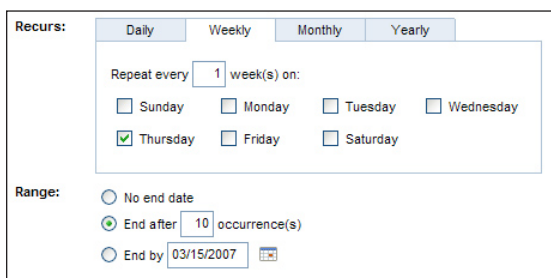 Recurs: Daily Weekly Monthly Yearly
Repeat every 1 week(s) on:
Sunday Monday Tuesday Wednesday
Thursday Friday Saturday
Range: No end date
End after 10 occurrence(s)
End by 03/15/2007